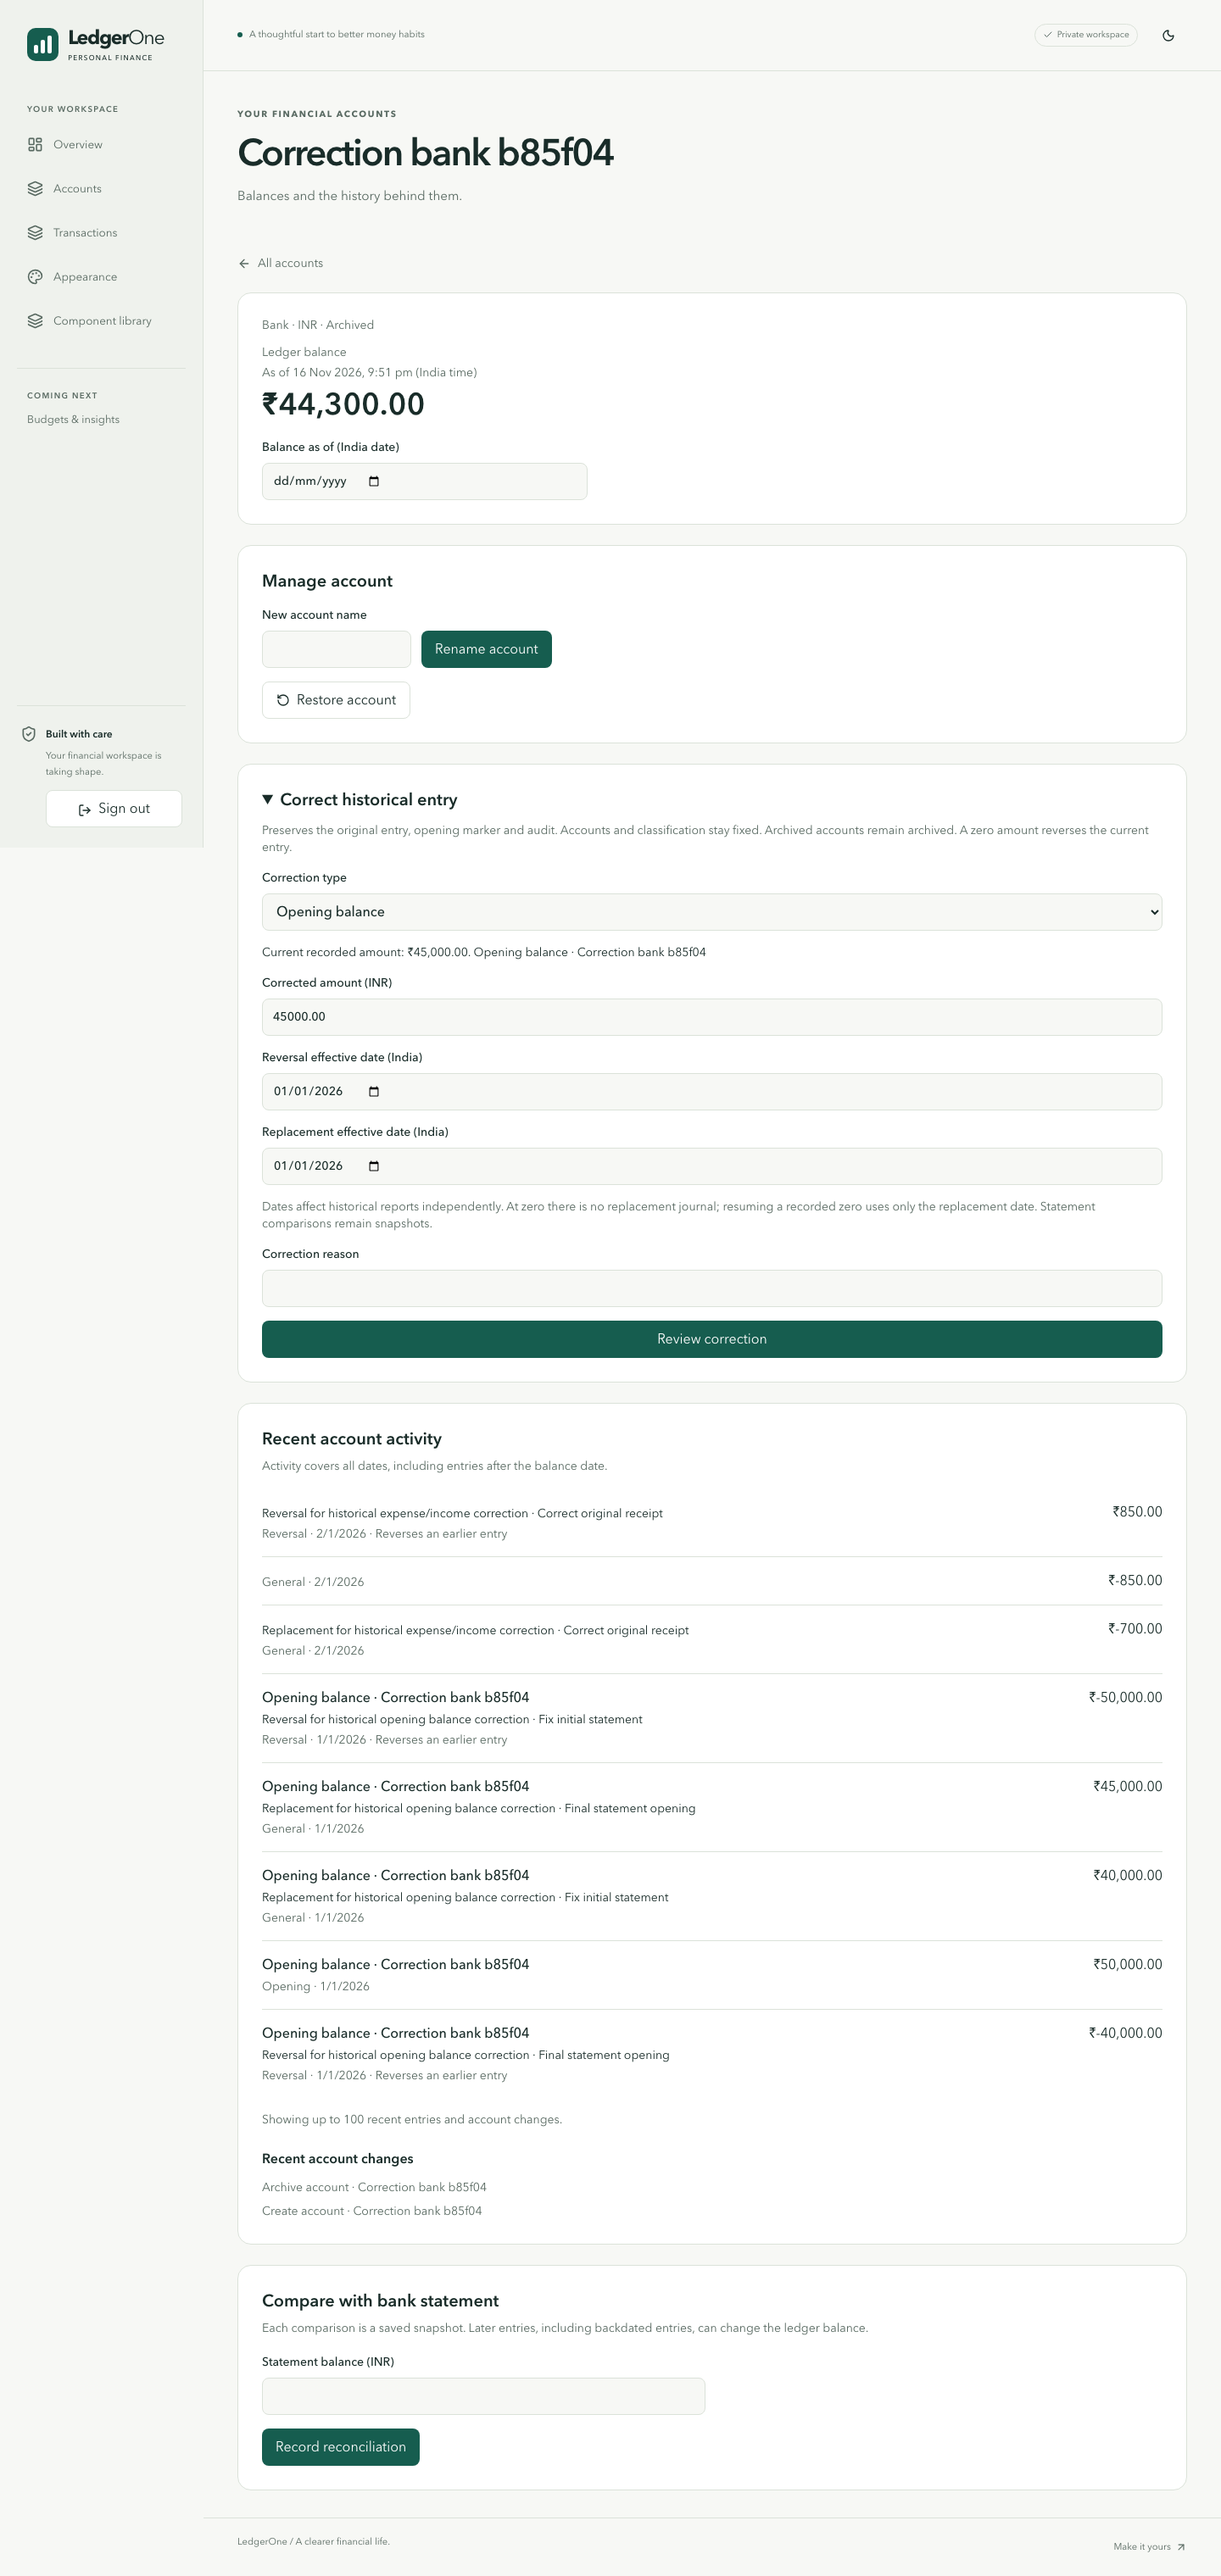 LedgerOne
PERSONAL FINANCE
YOUR WORKSPACE
Overview
Accounts
Transactions
Appearance
Component library
COMING NEXT
Budgets & insights
Built with care
Your financial workspace is
taking shape.
Sign out
A thoughtful start to better money habits
Private workspace
YOUR FINANCIAL ACCOUNTS
Correction bank b85f04
Balances and the history behind them.
All accounts
Bank · INR · Archived
Ledger balance
As of 16 Nov 2026, 9:51 pm (India time)
₹44,300.00
Balance as of (India date)
dd/mm/yyyy
Manage account
New account name
Rename account
Restore account
Correct historical entry
Preserves the original entry, opening marker and audit. Accounts and classification stay fixed. Archived accounts remain archived. A zero amount reverses the current
entry.
Correction type
Opening balance
Current recorded amount: ₹45,000.00. Opening balance · Correction bank b85f04
Corrected amount (INR)
45000.00
Reversal effective date (India)
01/01/2026
Replacement effective date (India)
01/01/2026
Dates affect historical reports independently. At zero there is no replacement journal; resuming a recorded zero uses only the replacement date. Statement
comparisons remain snapshots.
Correction reason
Review correction
Recent account activity
Activity covers all dates, including entries after the balance date.
Reversal for historical expense/income correction · Correct original receipt
₹850.00
Reversal · 2/1/2026 · Reverses an earlier entry
General · 2/1/2026
₹-850.00
Replacement for historical expense/income correction · Correct original receipt
₹-700.00
General · 2/1/2026
Opening balance · Correction bank b85f04
₹-50,000.00
Reversal for historical opening balance correction · Fix initial statement
Reversal · 1/1/2026 · Reverses an earlier entry
Opening balance · Correction bank b85f04
₹45,000.00
Replacement for historical opening balance correction · Final statement opening
General · 1/1/2026
Opening balance · Correction bank b85f04
₹40,000.00
Replacement for historical opening balance correction · Fix initial statement
General · 1/1/2026
Opening balance · Correction bank b85f04
₹50,000.00
Opening · 1/1/2026
Opening balance · Correction bank b85f04
₹-40,000.00
Reversal for historical opening balance correction · Final statement opening
Reversal · 1/1/2026 · Reverses an earlier entry
Showing up to 100 recent entries and account changes.
Recent account changes
Archive account · Correction bank b85f04
Create account · Correction bank b85f04
Compare with bank statement
Each comparison is a saved snapshot. Later entries, including backdated entries, can change the ledger balance.
Statement balance (INR)
Record reconciliation
LedgerOne / A clearer financial life.
Make it yours